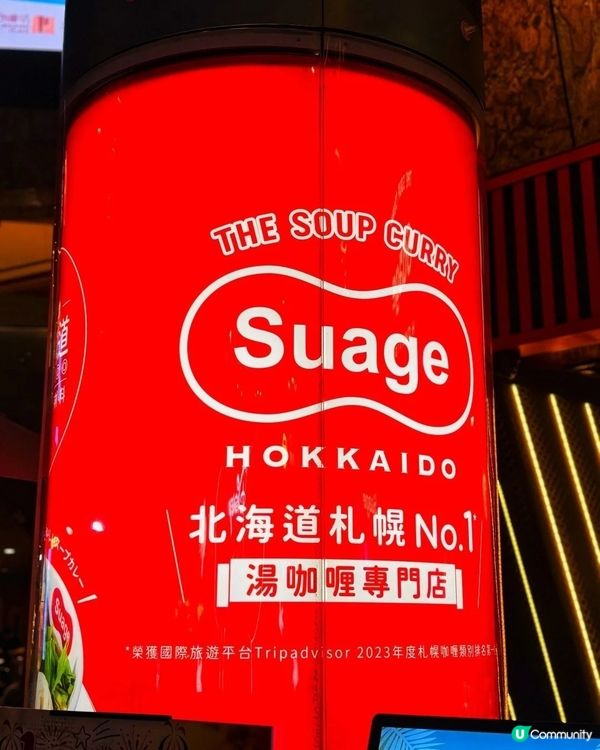 THE SOUP CURRY
Suage
HOKKAIDO
北海道札幌No.1*
湯咖喱專門店
*榮獲國際旅遊平台Tripadvisor 2023年度札幌咖喱類別排名第一
Suage
U Community